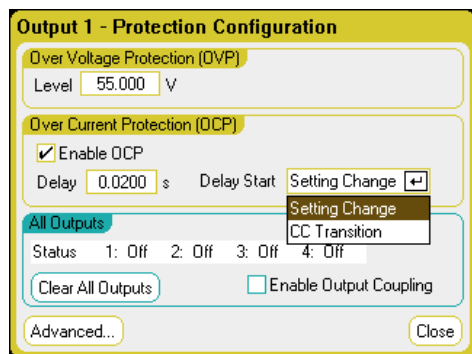 Output 1 - Protection Configuration
Over Voltage Protection (OVP)
Level 55.000 V
Over Current Protection (OCP)
Enable OCP
Delay 0.0200 s Delay Start Setting Change
Setting Change
CC Transition
All Outputs
Status 1: Off 2: Off 3: Off 4: Off
Clear All Outputs Enable Output Coupling
Advanced... Close